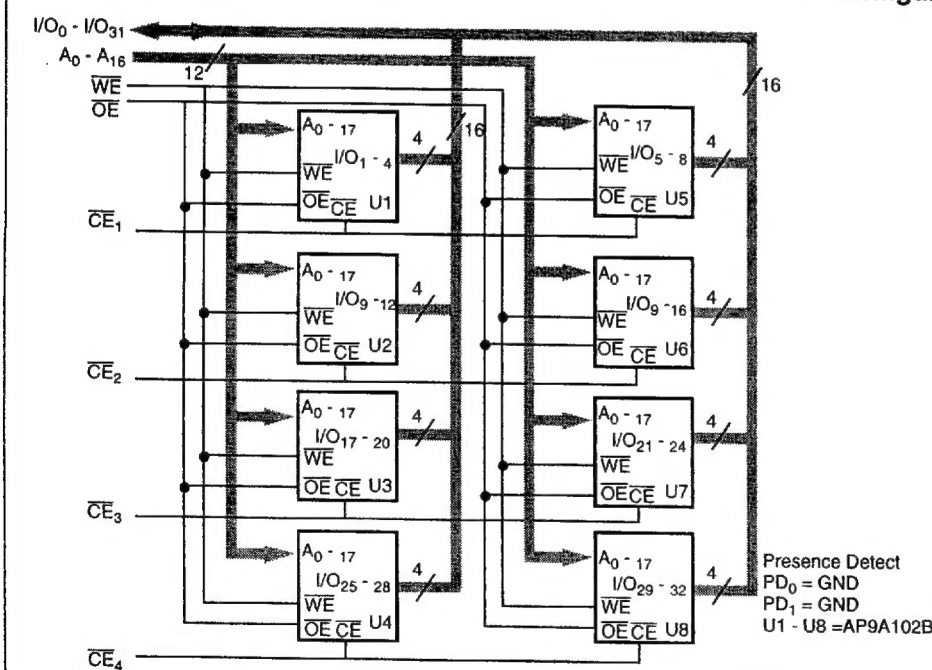 I/O0 - I/O31
A0 - A16
12
WE
OE
16
16
A0 - 17
I/O1 - 4
WE
OE CE U1
4
A0 - 17
I/O5 - 8
WE
OE CE U5
4
CE1
A0 - 17
I/O9 - 12
WE
OE CE U2
4
A0 - 17
I/O9 - 16
WE
OE CE U6
4
CE2
A0 - 17
I/O17 - 20
WE
OE CE U3
4
A0 - 17
I/O21 - 24
WE
OE CE U7
4
CE3
A0 - 17
I/O25 - 28
WE
OE CE U4
4
A0 - 17
I/O29 - 32
WE
OE CE U8
4
CE4
Presence Detect
PD0 = GND
PD1 = GND
U1 - U8 =AP9A102B